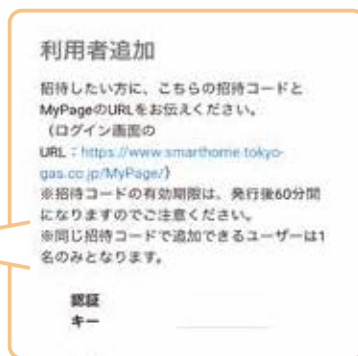 利用者追加
招待したい方に、こちらの招待コードと
MyPageのURLをお伝えください。
（ログイン画面の
URL：https://www.smarthome.tokyo-
gas.co.jp/MyPage/）
※招待コードの有効期限は、発行後60分間
になりますのでご注意ください。
※同じ招待コードで追加できるユーザーは1
名のみとなります。
認証
キー